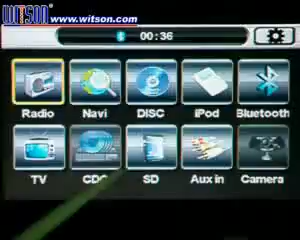 WITSON www.witson.com
00:36
Radio Navi DISC iPod Bluetooth
TV CDC SD Aux in Camera